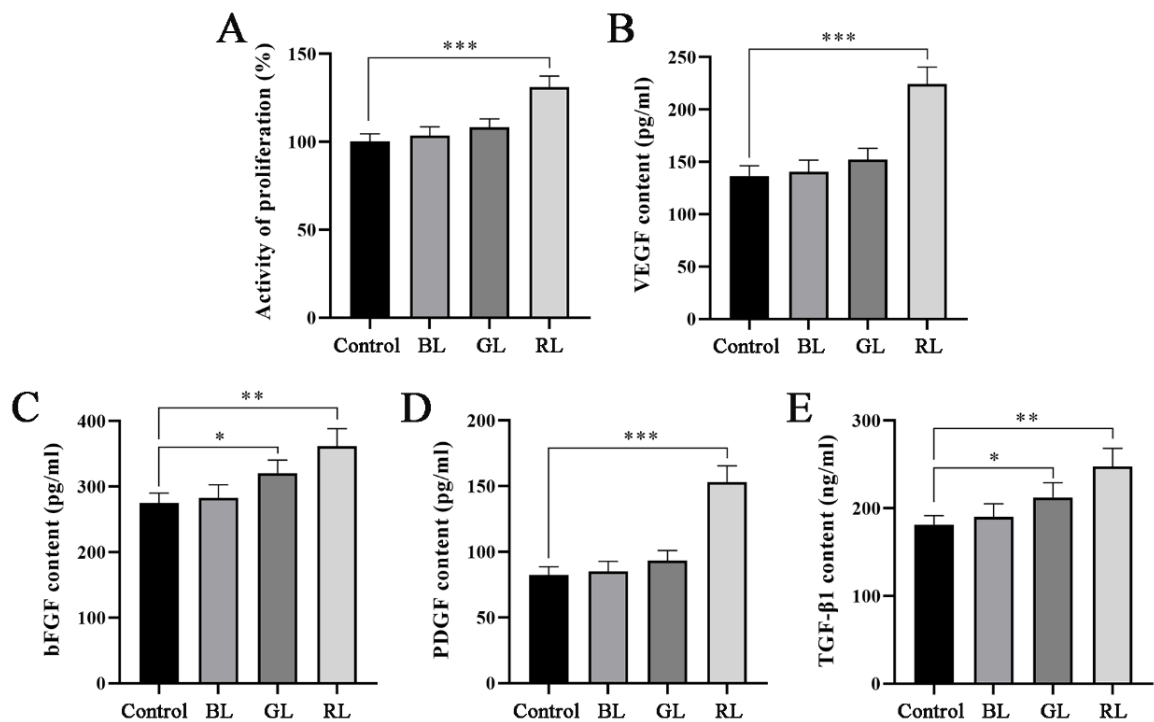 A
Activity of proliferation (%)
150
100
50
0
***
Control BL GL RL
B
VEGF content (pg/ml)
250
200
150
100
50
0
***
Control BL GL RL
C
bFGF content (pg/ml)
400
300
200
100
0
**
*
Control BL GL RL
D
PDGF content (pg/ml)
200
150
100
50
0
***
Control BL GL RL
E
TGF-β1 content (ng/ml)
300
200
100
0
**
*
Control BL GL RL